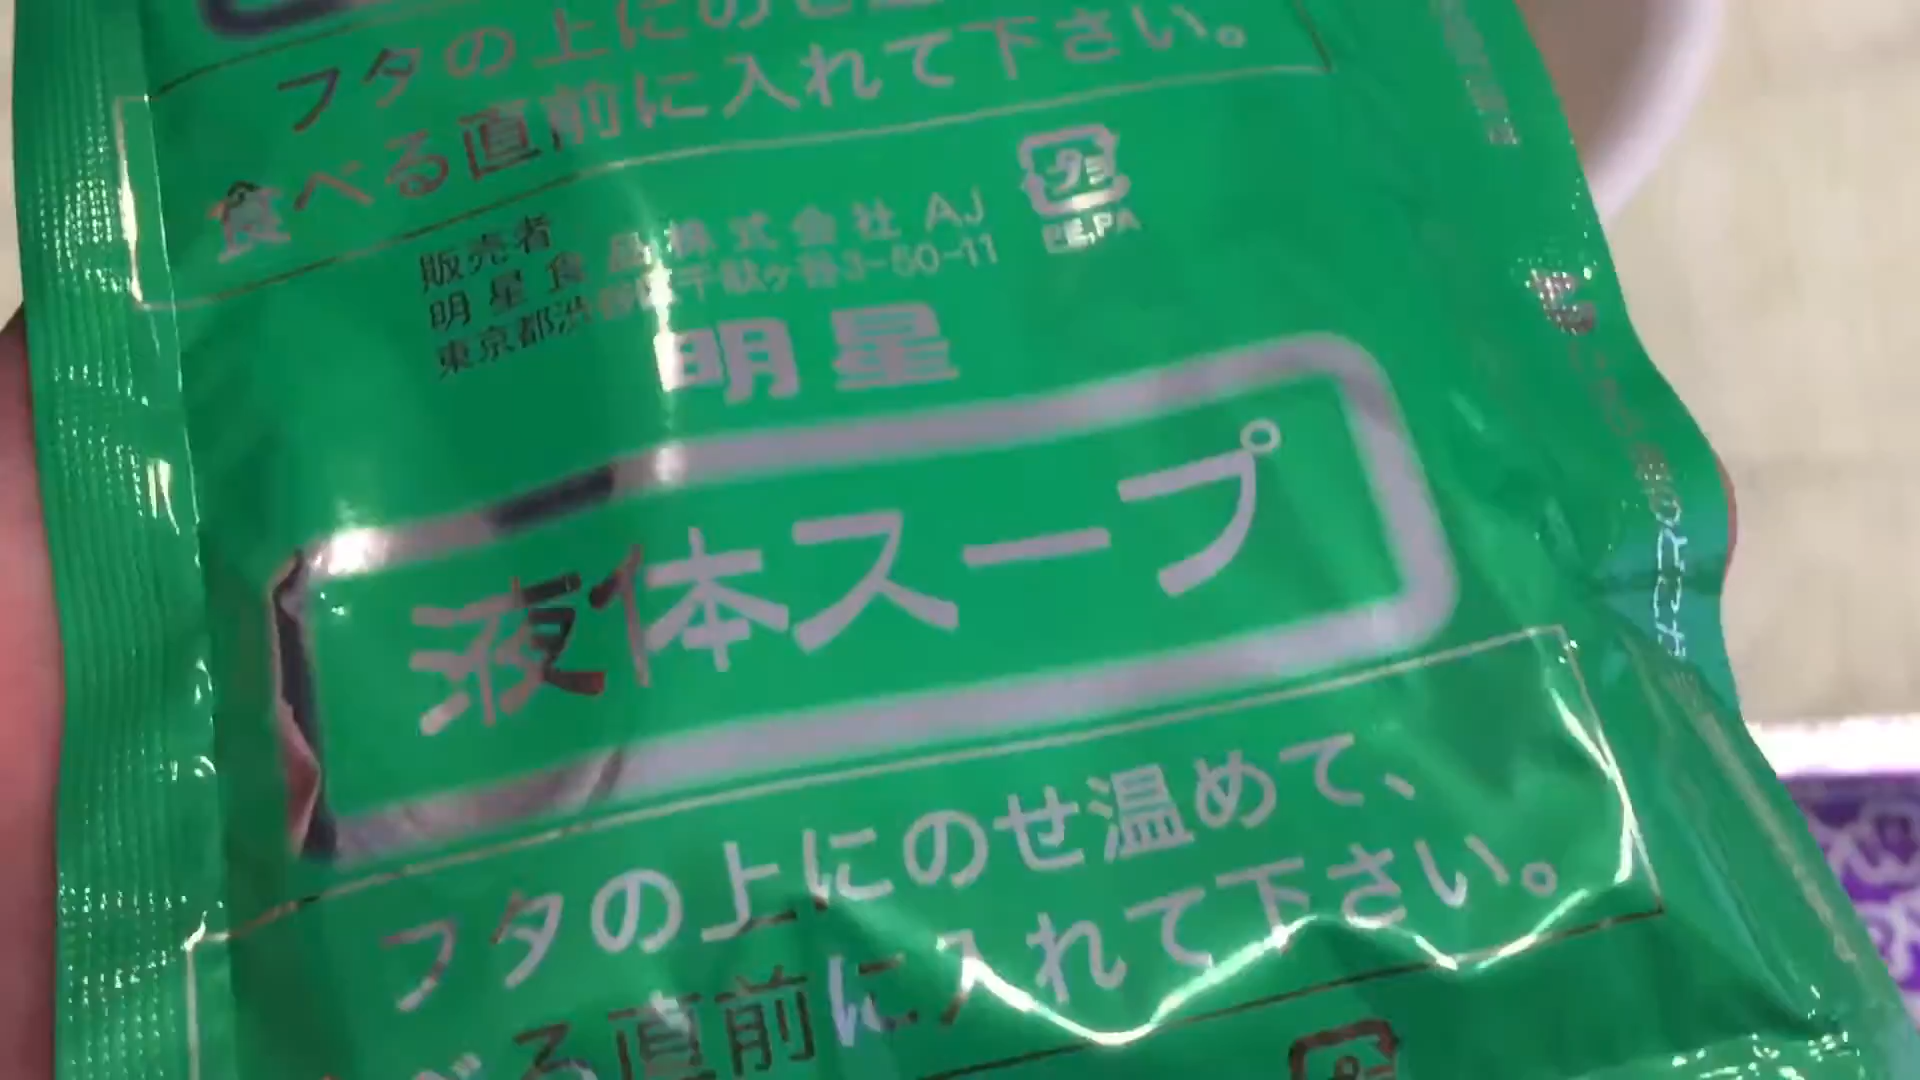 フタの上にのせ温
食べる直前に入れて下さい。
プラ
PE,PA
販売者
明星食品株式会社 AJ
東京都渋谷区千駄ヶ谷3-50-11
明星
液体スープ
フタの上にのせ温めて、
べる直前に入れて下さい。